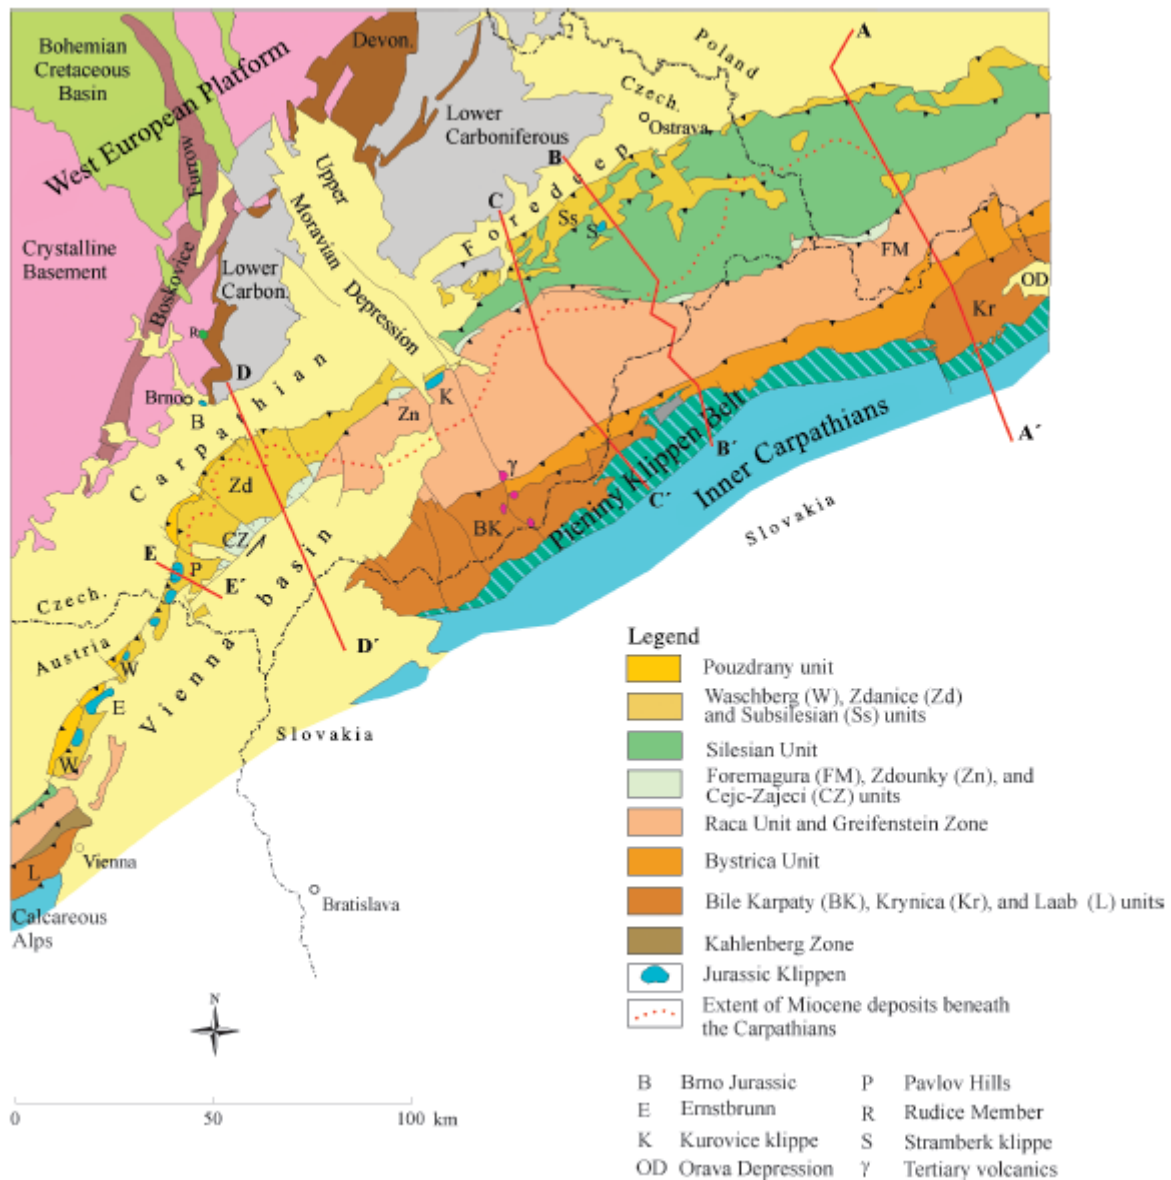 Bohemian
Cretaceous
Basin
West European Platform
Devon.
Lower
Carboniferous
Poland
Czech.
Ostrava
A
B
C
Upper
Moravian
Depression
Furrow
Boskovice
Crystalline
Basement
Lower
Carbon.
R
Foredeep
Ss
S
FM
OD
Kr
D
Brno
B
Carpathian
Zn
K
Zd
CZ
γ
BK
Pieniny Klippen Belt
Inner Carpathians
A´
B´
C´
Slovakia
E
P
E´
Czech.
Austria
Vienna basin
D´
W
E
W
Slovakia
L
Vienna
Bratislava
Calcareous
Alps
N
0 50 100 km
Legend
Pouzdrany unit
Waschberg (W), Zdanice (Zd)
and Subsilesian (Ss) units
Silesian Unit
Foremagura (FM), Zdounky (Zn), and
Cejc-Zajeci (CZ) units
Raca Unit and Greifenstein Zone
Bystrica Unit
Bile Karpaty (BK), Krynica (Kr), and Laab (L) units
Kahlenberg Zone
Jurassic Klippen
Extent of Miocene deposits beneath
the Carpathians
B Brno Jurassic P Pavlov Hills
E Ernstbrunn R Rudice Member
K Kurovice klippe S Stramberk klippe
OD Orava Depression γ Tertiary volcanics